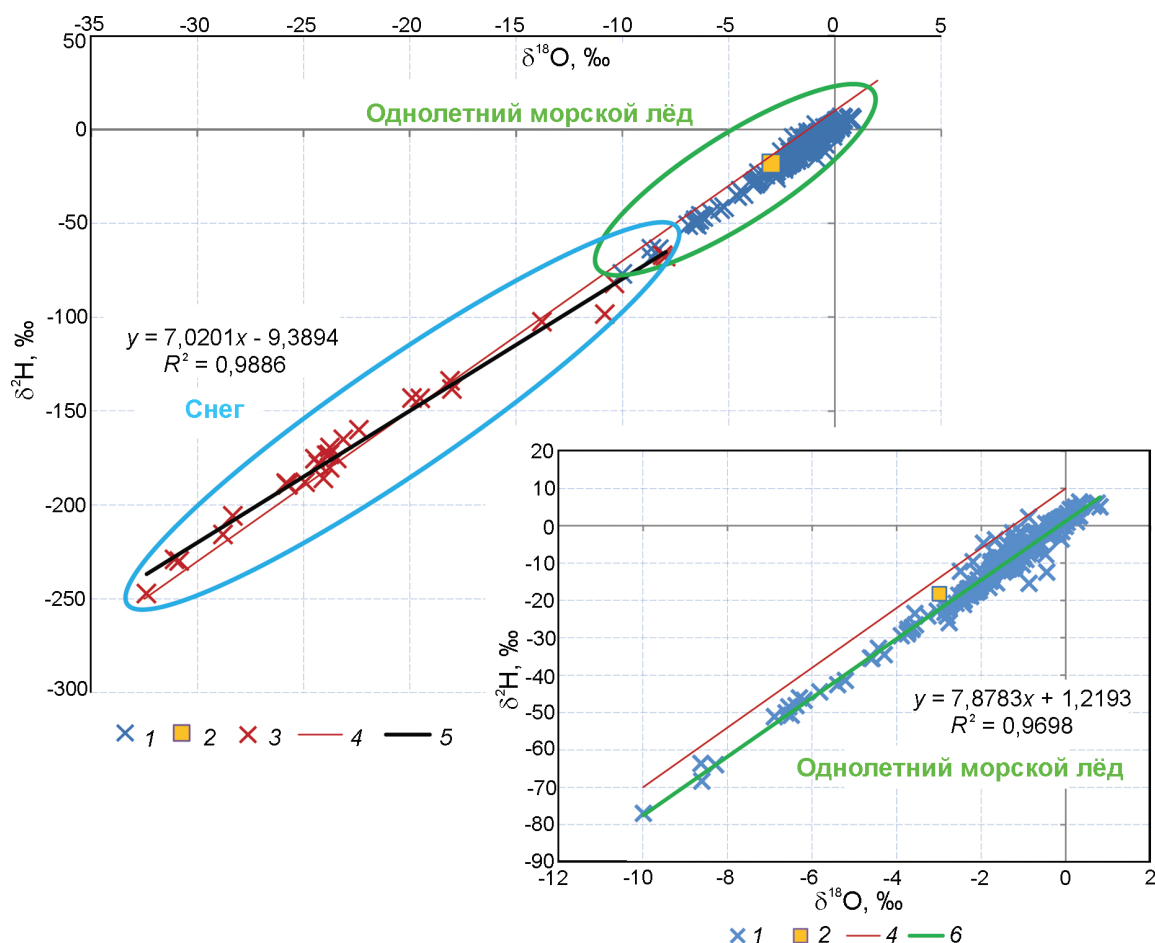 -35 -30 -25 -20 -15 -10 -5 0 5
δ¹⁸O, ‰
50
0
-50
-100
-150
-200
-250
-300
δ²H, ‰
Однолетний морской лёд
y = 7,0201x - 9,3894
R² = 0,9886
Снег
1 2 3 4 5
20
10
0
-10
-20
-30
-40
-50
-60
-70
-80
-90
δ²H, ‰
y = 7,8783x + 1,2193
R² = 0,9698
Однолетний морской лёд
-12 -10 -8 -6 -4 -2 0 2
δ¹⁸O, ‰
1 2 4 6